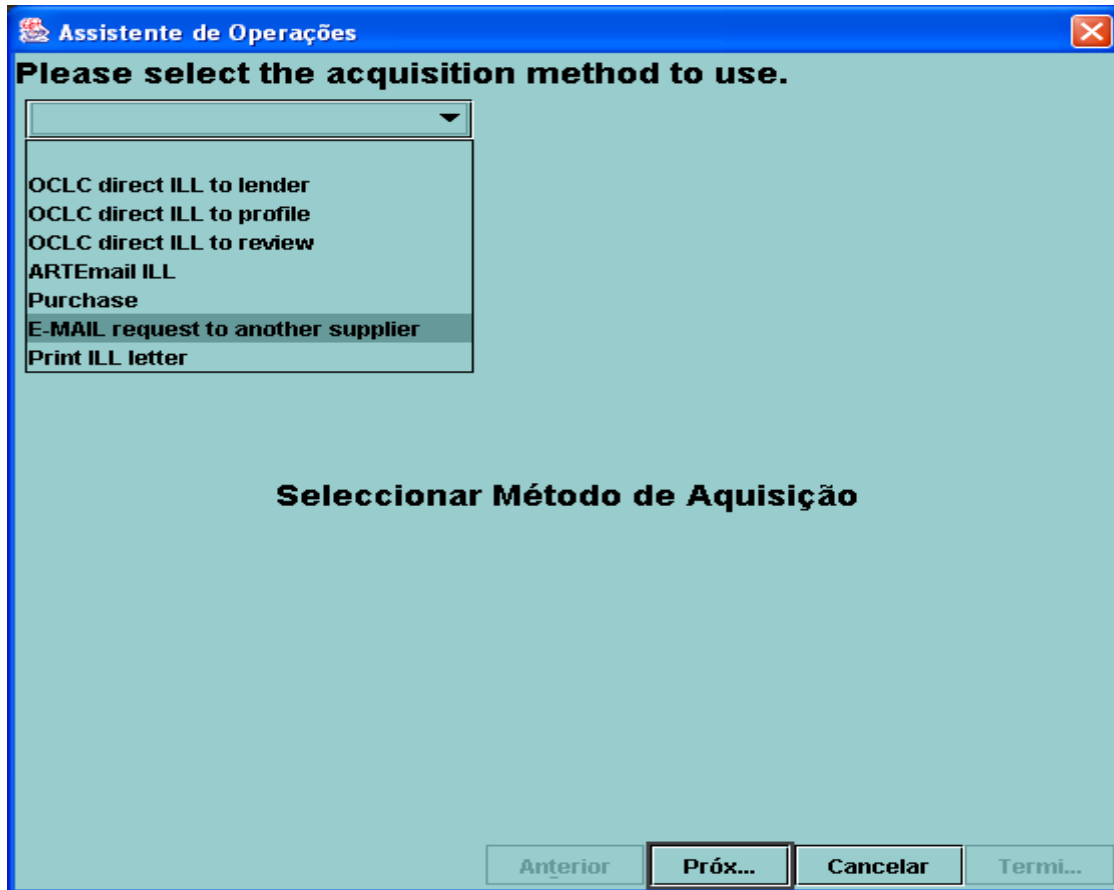 Assistente de Operações
Please select the acquisition method to use.
OCLC direct ILL to lender
OCLC direct ILL to profile
OCLC direct ILL to review
ARTEmail ILL
Purchase
E-MAIL request to another supplier
Print ILL letter
Seleccionar Método de Aquisição
Anterior Próx... Cancelar Termi...